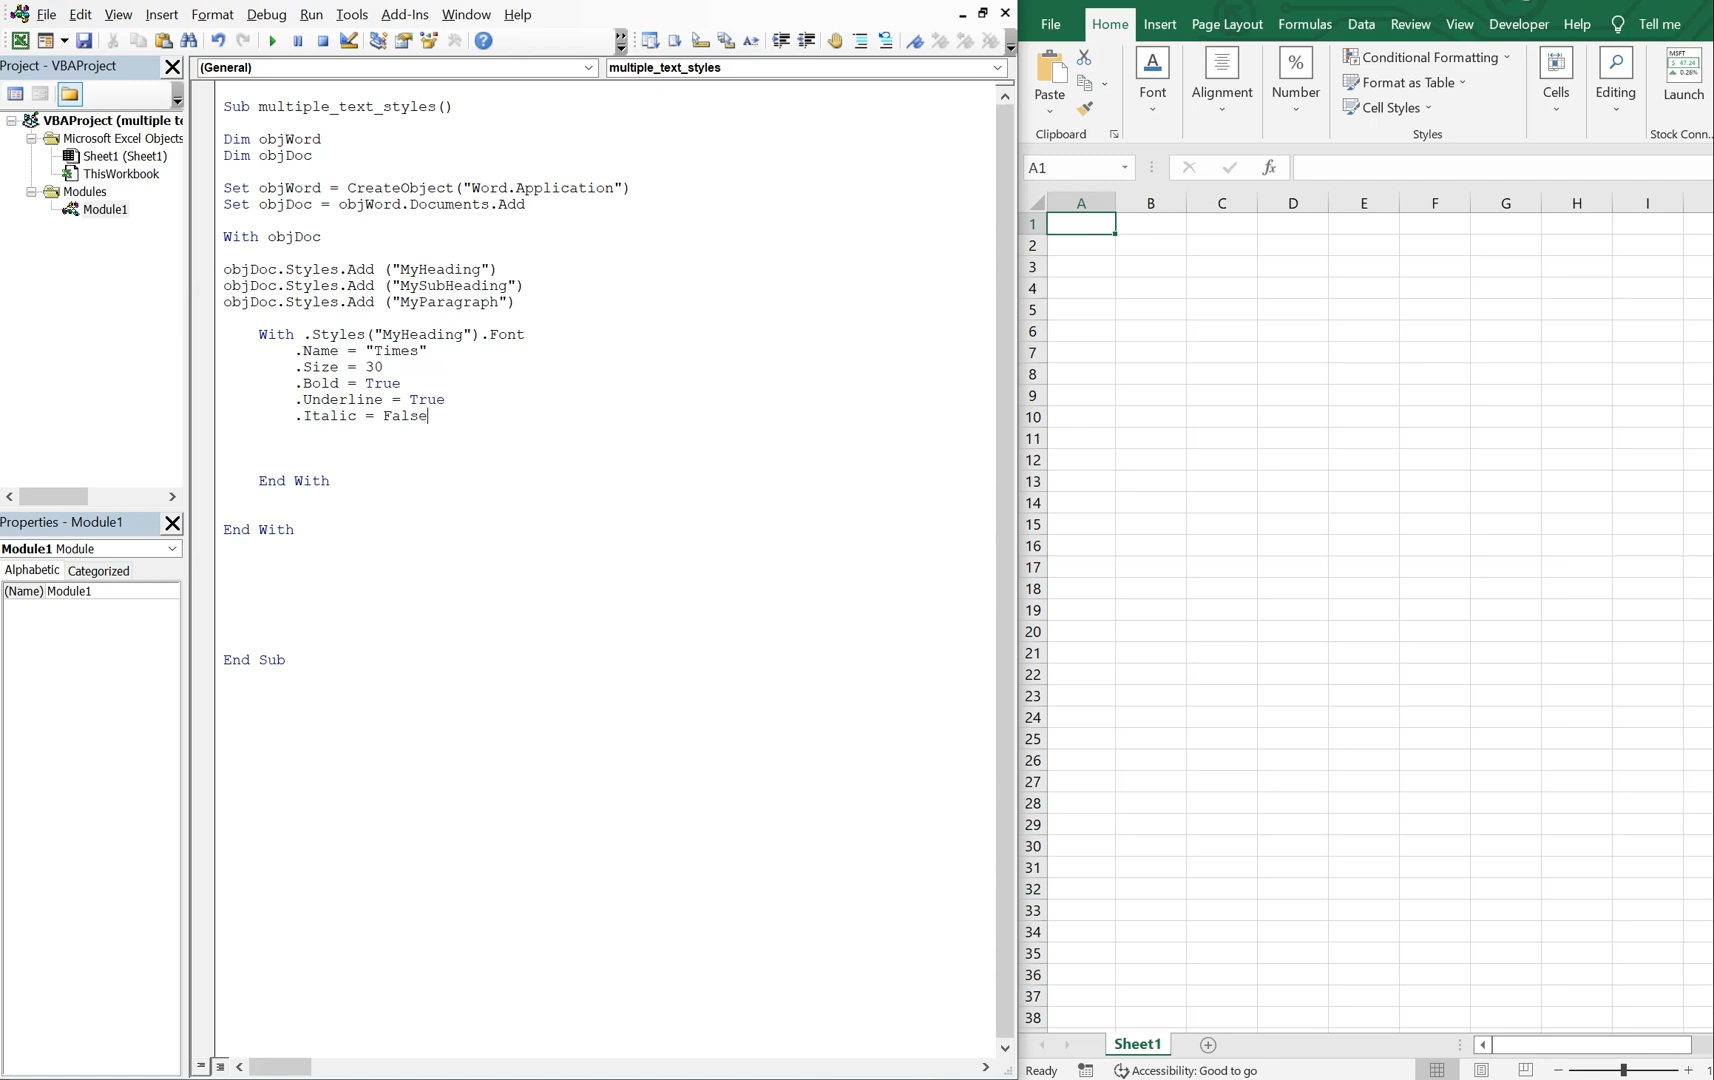 File Edit View Insert Format Debug Run Tools Add-Ins Window Help
Project - VBAProject
VBAProject (multiple te
Microsoft Excel Objects
Sheet1 (Sheet1)
ThisWorkbook
Modules
Module1
Properties - Module1
Module1 Module
Alphabetic Categorized
(Name) Module1
(General) multiple_text_styles
Sub multiple_text_styles()
Dim objWord
Dim objDoc
Set objWord = CreateObject("Word.Application")
Set objDoc = objWord.Documents.Add
With objDoc
objDoc.Styles.Add ("MyHeading")
objDoc.Styles.Add ("MySubHeading")
objDoc.Styles.Add ("MyParagraph")
With .Styles("MyHeading").Font
.Name = "Times"
.Size = 30
.Bold = True
.Underline = True
.Italic = False
End With
End With
End Sub
File Home Insert Page Layout Formulas Data Review View Developer Help Tell me
Paste
Clipboard
Font
Alignment
%
Number
Conditional Formatting
Format as Table
Cell Styles
Styles
Cells
Editing
MSFT
47.24
0.28%
Launch
Stock Conn..
A1 fx
A B C D E F G H I
1
2
3
4
5
6
7
8
9
10
11
12
13
14
15
16
17
18
19
20
21
22
23
24
25
26
27
28
29
30
31
32
33
34
35
36
37
38
Sheet1
Ready Accessibility: Good to go 1